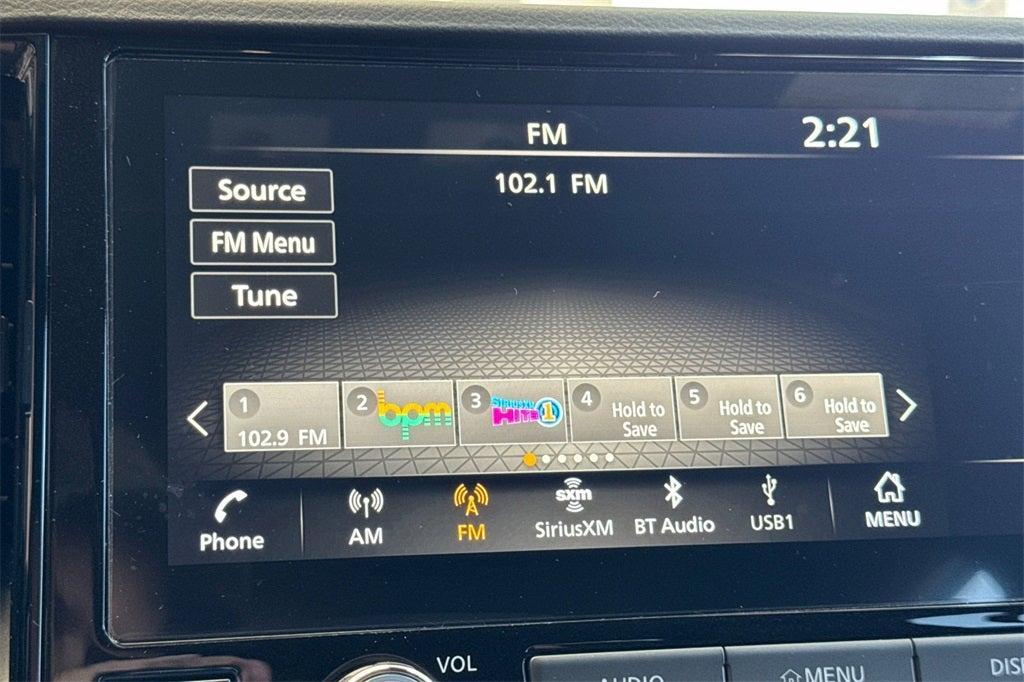 FM
2:21
102.1 FM
Source
FM Menu
Tune
1
102.9 FM
2
bpm
3
SIRIUSXM
HITS 1
4
Hold to
Save
5
Hold to
Save
6
Hold to
Save
Phone
AM
FM
sxm
SiriusXM
BT Audio
USB1
MENU
VOL
AUDIO
MENU